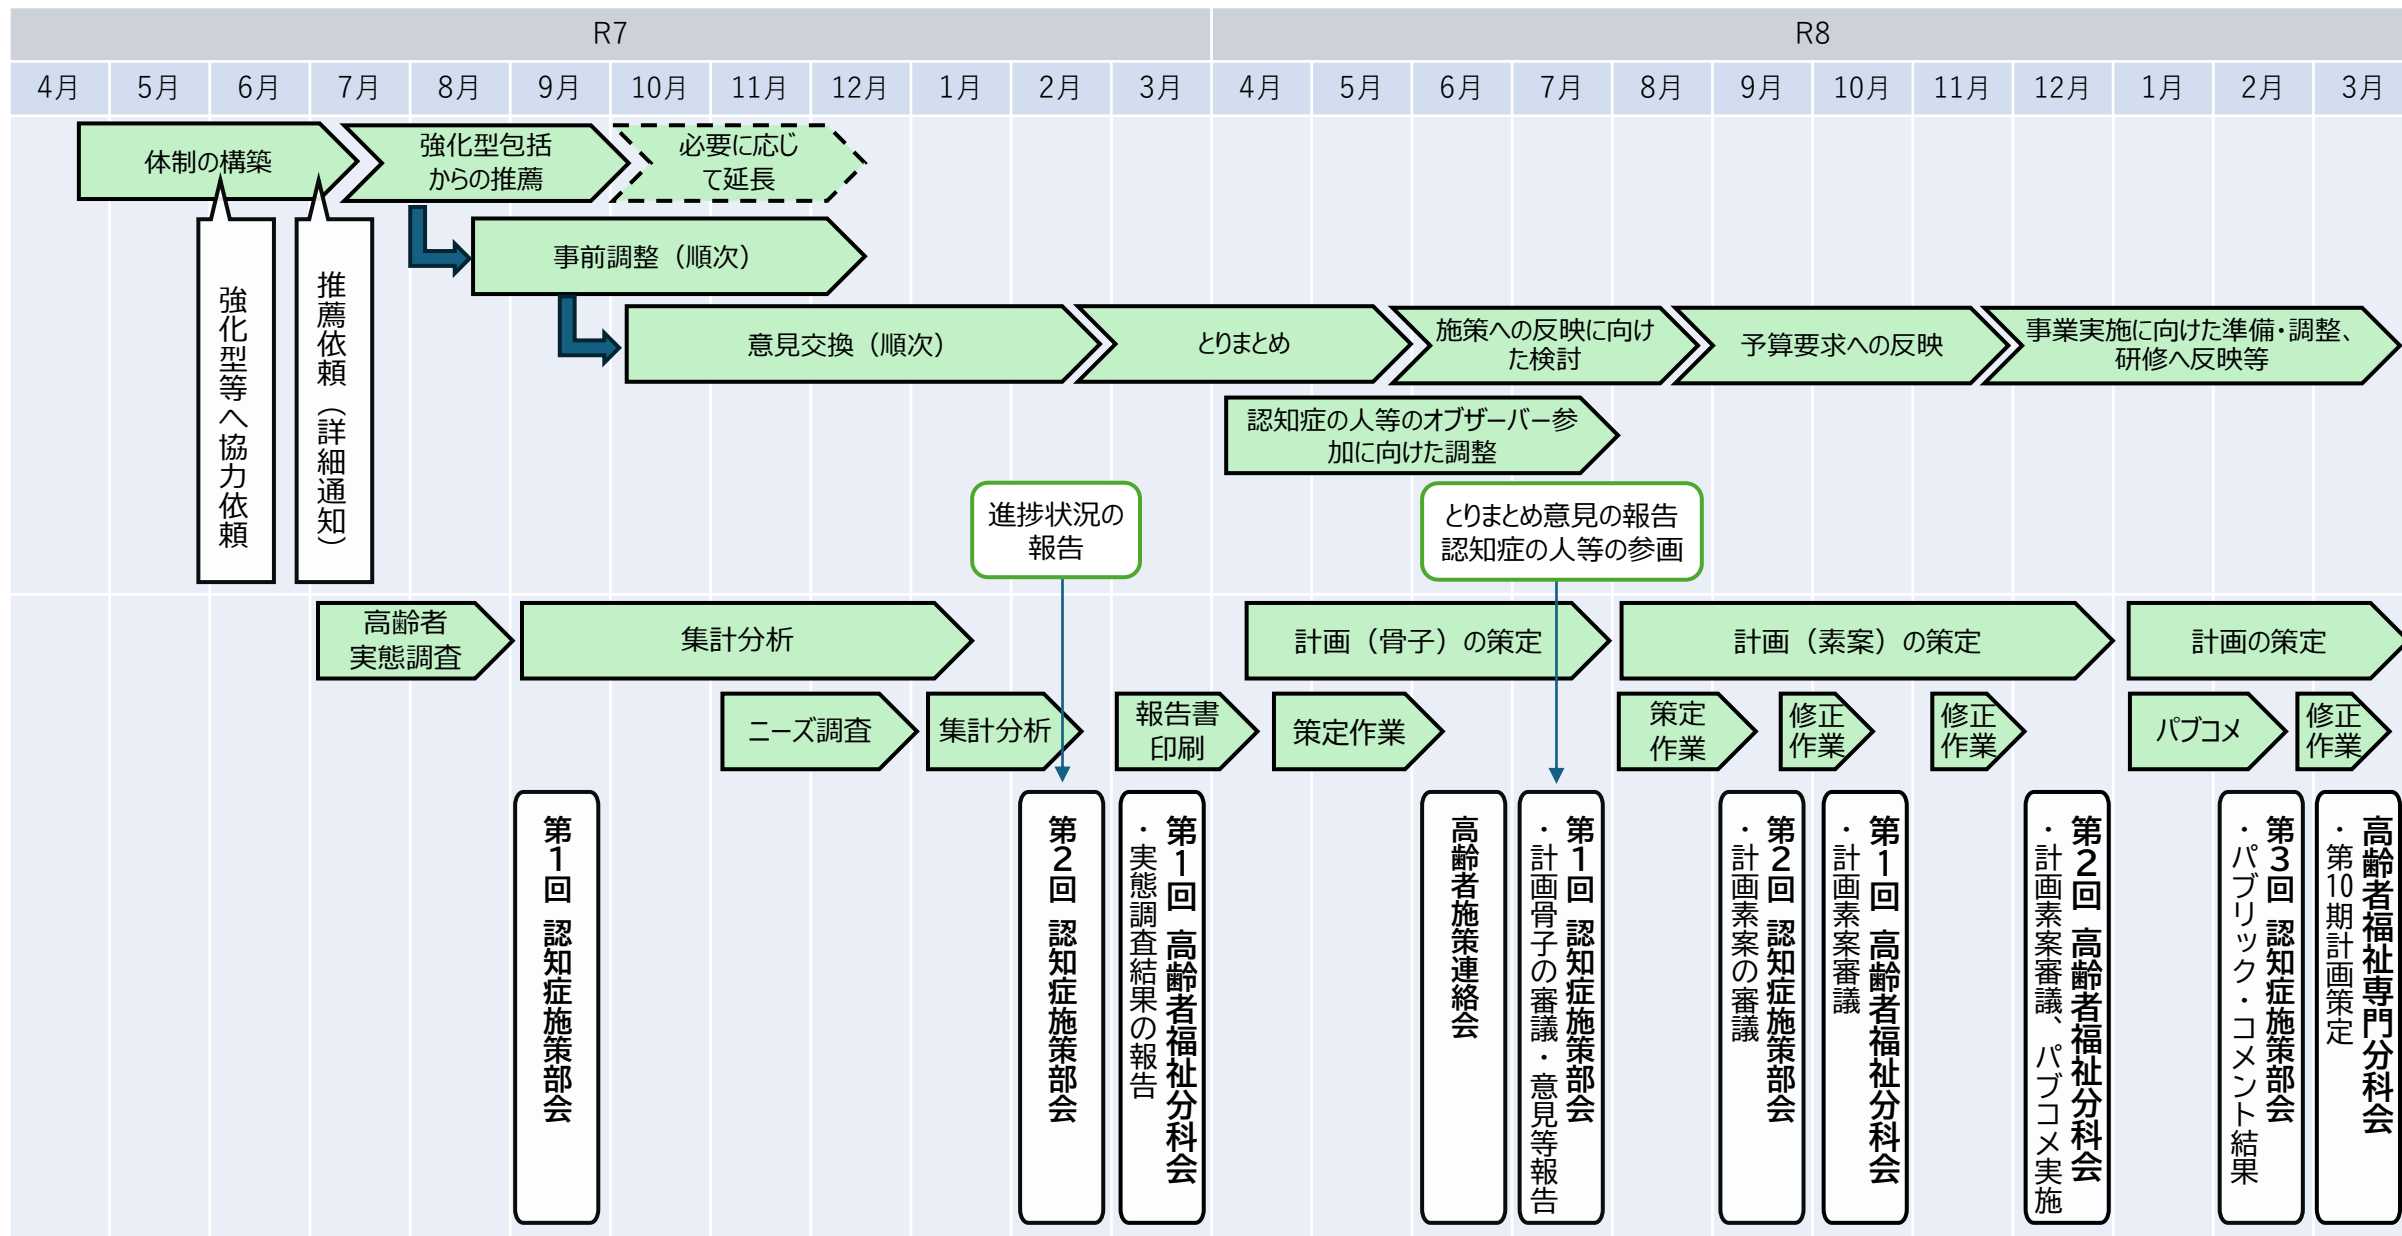 R7
R8
4月
5月
6月
7月
8月
9月
10月
11月
12月
1月
2月
3月
4月
5月
6月
7月
8月
9月
10月
11月
12月
1月
2月
3月
体制の構築
強化型包括
からの推薦
必要に応じ
て延長
事前調整（順次）
強化型等へ協力依頼
推薦依頼（詳細通知）
意見交換（順次）
とりまとめ
施策への反映に向け
た検討
予算要求への反映
事業実施に向けた準備・調整、
研修へ反映等
認知症の人等のオブザーバー参
加に向けた調整
進捗状況の
報告
とりまとめ意見の報告
認知症の人等の参画
高齢者
実態調査
集計分析
計画（骨子）の策定
計画（素案）の策定
計画の策定
ニーズ調査
集計分析
報告書
印刷
策定作業
策定
作業
修正
作業
修正
作業
パブコメ
修正
作業
第1回 認知症施策部会
第2回 認知症施策部会
第1回 高齢者福祉分科会
・実態調査結果の報告
高齢者施策連絡会
第1回 認知症施策部会
・計画骨子の審議・意見等報告
第2回 認知症施策部会
・計画素案の審議
第1回 高齢者福祉分科会
・計画素案審議
第2回 高齢者福祉分科会
・計画素案審議、パブコメ実施
第3回 認知症施策部会
・パブリック・コメント結果
高齢者福祉専門分科会
・第10期計画策定